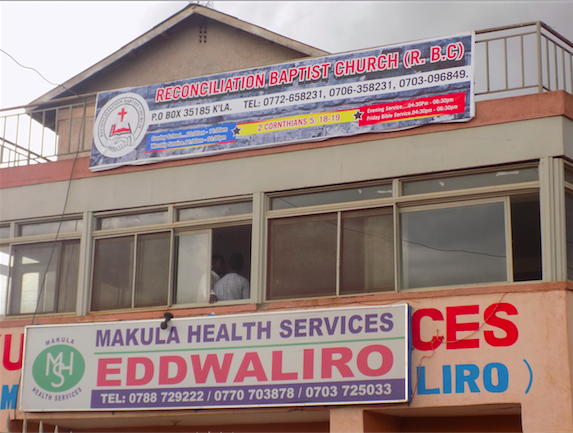 RECONCILIATION BAPTIST CHURCH (R. B.C)
P.O BOX 35185 K'LA. TEL: 0772-658231, 0706-358231, 0703-096849.
2 CORNTHIANS 5: 18-19
Evening Service....04:30Pm - 06:30pm
Friday Bible Service.04:30pm - 06:30pm
MAKULA
MHS
HEALTH SERVICES
MAKULA HEALTH SERVICES
EDDWALIRO
TEL: 0788 729222 / 0770 703878 / 0703 725033
CES
LIRO )